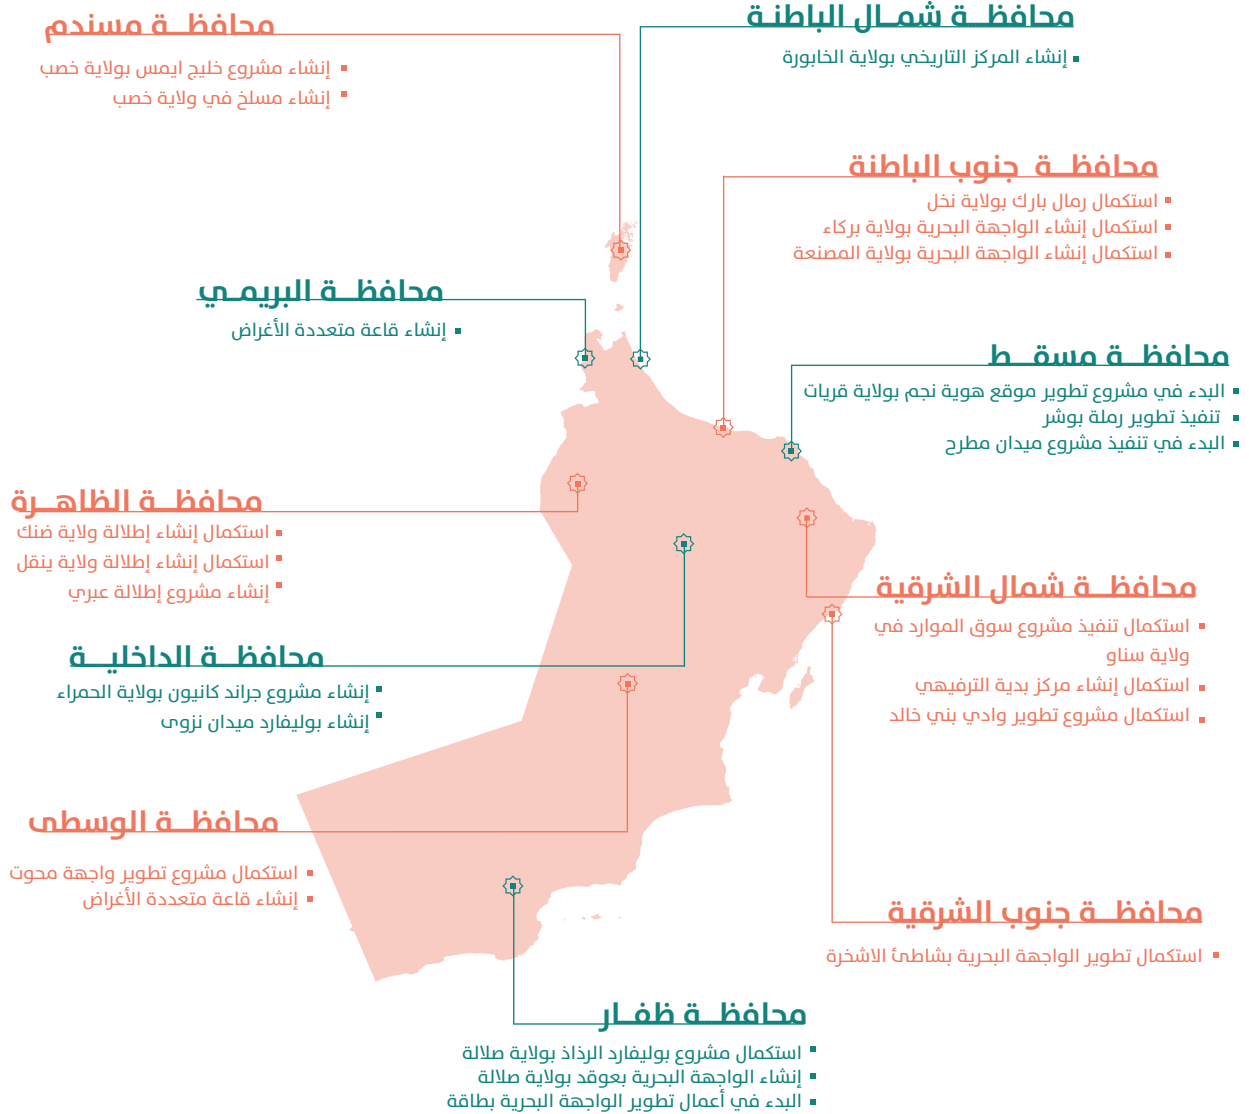 محافظة شمال الباطنة
إنشاء المركز التاريخي بولاية الخابورة
محافظة مسندم
إنشاء مشروع خليج ايمس بولاية خصب
إنشاء مسلخ في ولاية خصب
محافظة جنوب الباطنة
استكمال رمال بارك بولاية نخل
استكمال إنشاء الواجهة البحرية بولاية بركاء
استكمال إنشاء الواجهة البحرية بولاية المصنعة
محافظة البريمي
إنشاء قاعة متعددة الأغراض
محافظة مسقط
البدء في مشروع تطوير موقع هوية نجم بولاية قريات
تنفيذ تطوير رملة بوشر
البدء في تنفيذ مشروع ميدان مطرح
محافظة الظاهرة
استكمال إنشاء إطلالة ولاية ضنك
استكمال إنشاء إطلالة ولاية ينقل
إنشاء مشروع إطلالة عبري
محافظة شمال الشرقية
استكمال تنفيذ مشروع سوق الموارد في
ولاية سناو
استكمال إنشاء مركز بدية الترفيهي
استكمال مشروع تطوير وادي بني خالد
محافظة الداخلية
إنشاء مشروع جراند كانيون بولاية الحمراء
إنشاء بوليفارد ميدان نزوى
محافظة الوسطى
استكمال مشروع تطوير واجهة محوت
إنشاء قاعة متعددة الأغراض
محافظة جنوب الشرقية
استكمال تطوير الواجهة البحرية بشاطئ الاشخرة
محافظة ظفار
استكمال مشروع بوليفارد الرذاذ بولاية صلالة
إنشاء الواجهة البحرية بعوقد بولاية صلالة
البدء في أعمال تطوير الواجهة البحرية بطاقة